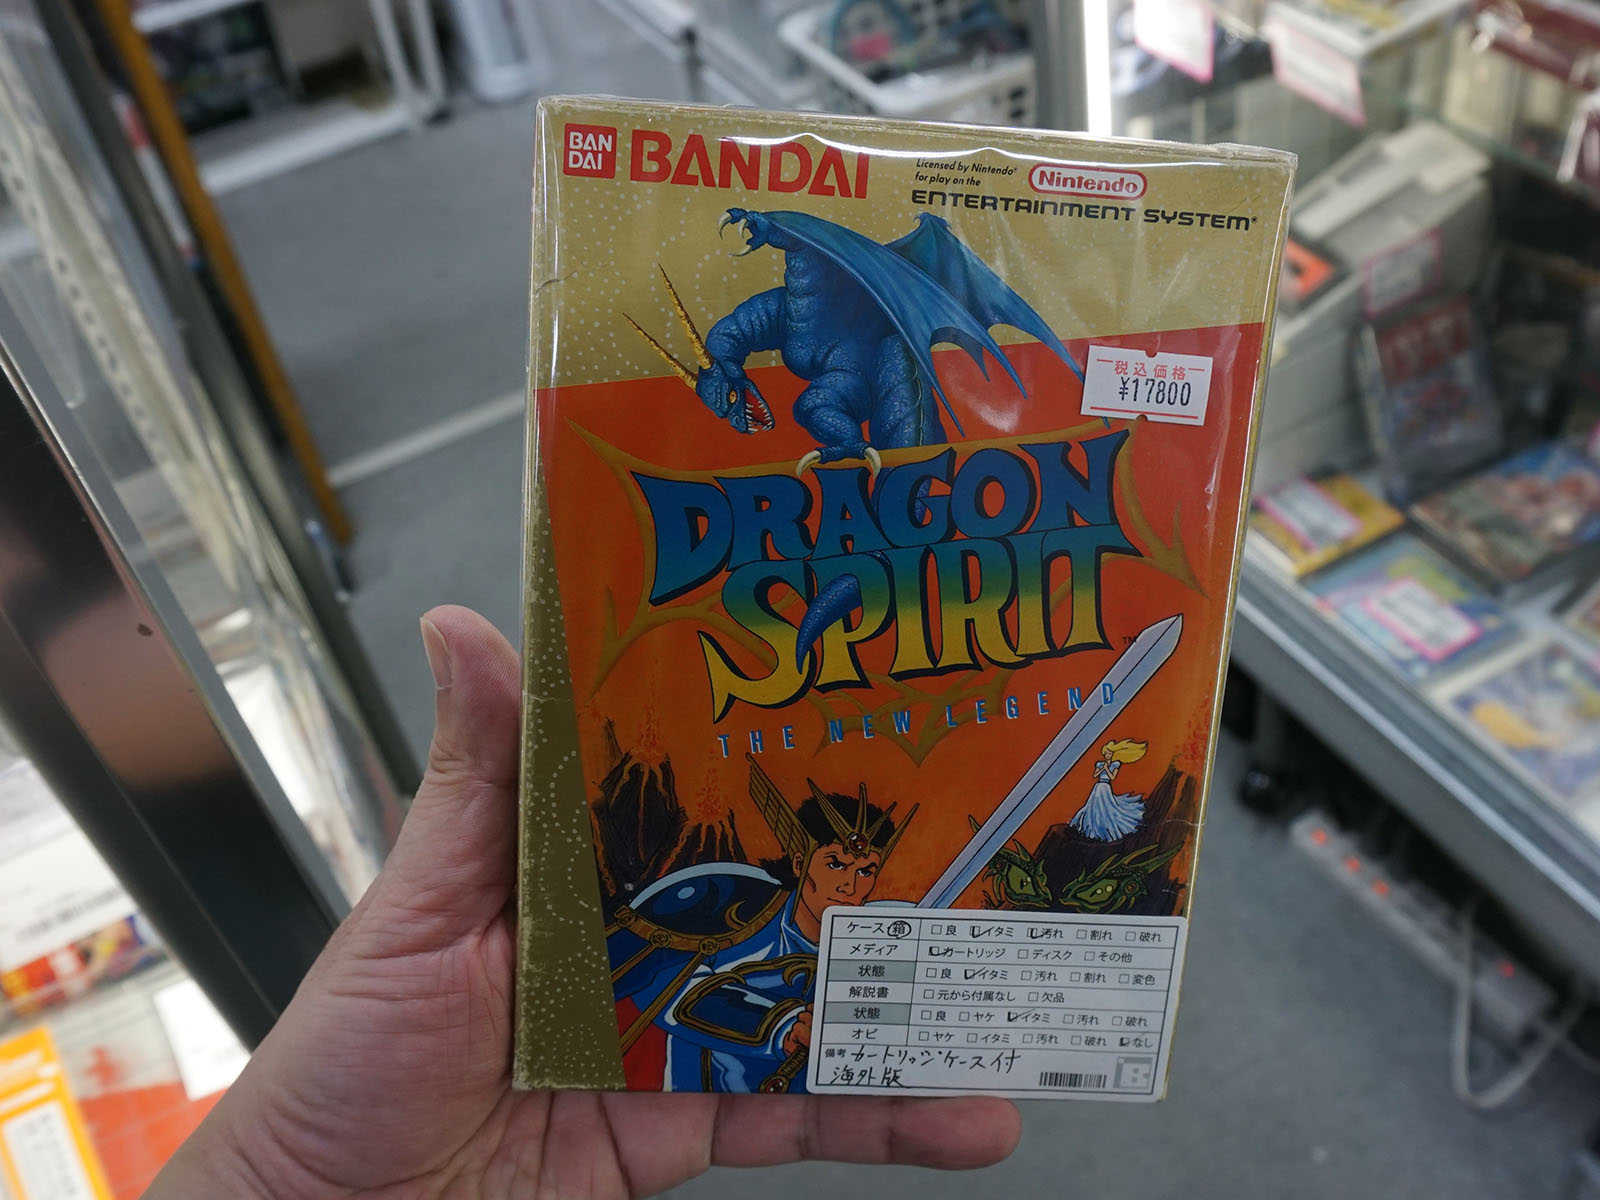 BAN
DAI
BANDAI
Licensed by Nintendo®
for play on the
Nintendo
ENTERTAINMENT SYSTEM®
税込価格
¥17800
DRAGON
SPIRIT
TM
THE NEW LEGEND
ケース 箱 □良 □イタミ □汚れ □割れ □破れ
メディア □カートリッジ □ディスク □その他
状態 □良 □イタミ □汚れ □割れ □変色
解説書 □元から付属なし □欠品
状態 □良 □ヤケ □イタミ □汚れ □破れ
オビ □ヤケ □イタミ □汚れ □破れ □なし
備考 カートリッジケース付
海外版
B